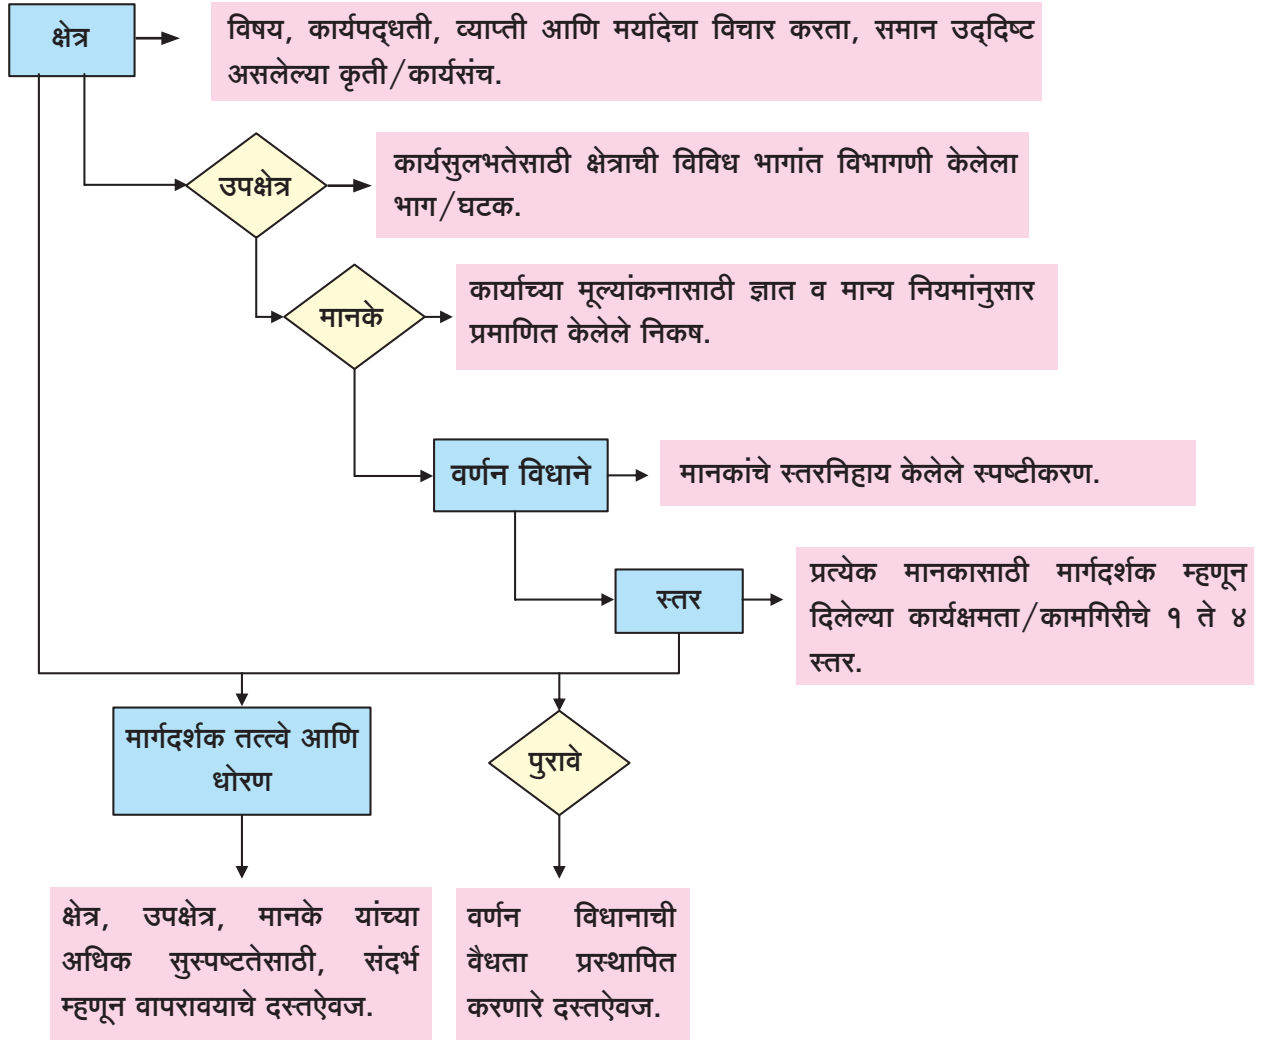 क्षेत्र
विषय, कार्यपद्धती, व्याप्ती आणि मर्यादेचा विचार करता, समान उद्दिष्ट
असलेल्या कृती/कार्यसंच.
उपक्षेत्र
कार्यसुलभतेसाठी क्षेत्राची विविध भागांत विभागणी केलेला
भाग/घटक.
मानके
कार्याच्या मूल्यांकनासाठी ज्ञात व मान्य नियमांनुसार
प्रमाणित केलेले निकष.
वर्णन विधाने
मानकांचे स्तरनिहाय केलेले स्पष्टीकरण.
स्तर
प्रत्येक मानकासाठी मार्गदर्शक म्हणून
दिलेल्या कार्यक्षमता/कामगिरीचे १ ते ४
स्तर.
मार्गदर्शक तत्त्वे आणि
धोरण
पुरावे
क्षेत्र, उपक्षेत्र, मानके यांच्या
अधिक सुस्पष्टतेसाठी, संदर्भ
म्हणून वापरावयाचे दस्तऐवज.
वर्णन विधानाची
वैधता प्रस्थापित
करणारे दस्तऐवज.